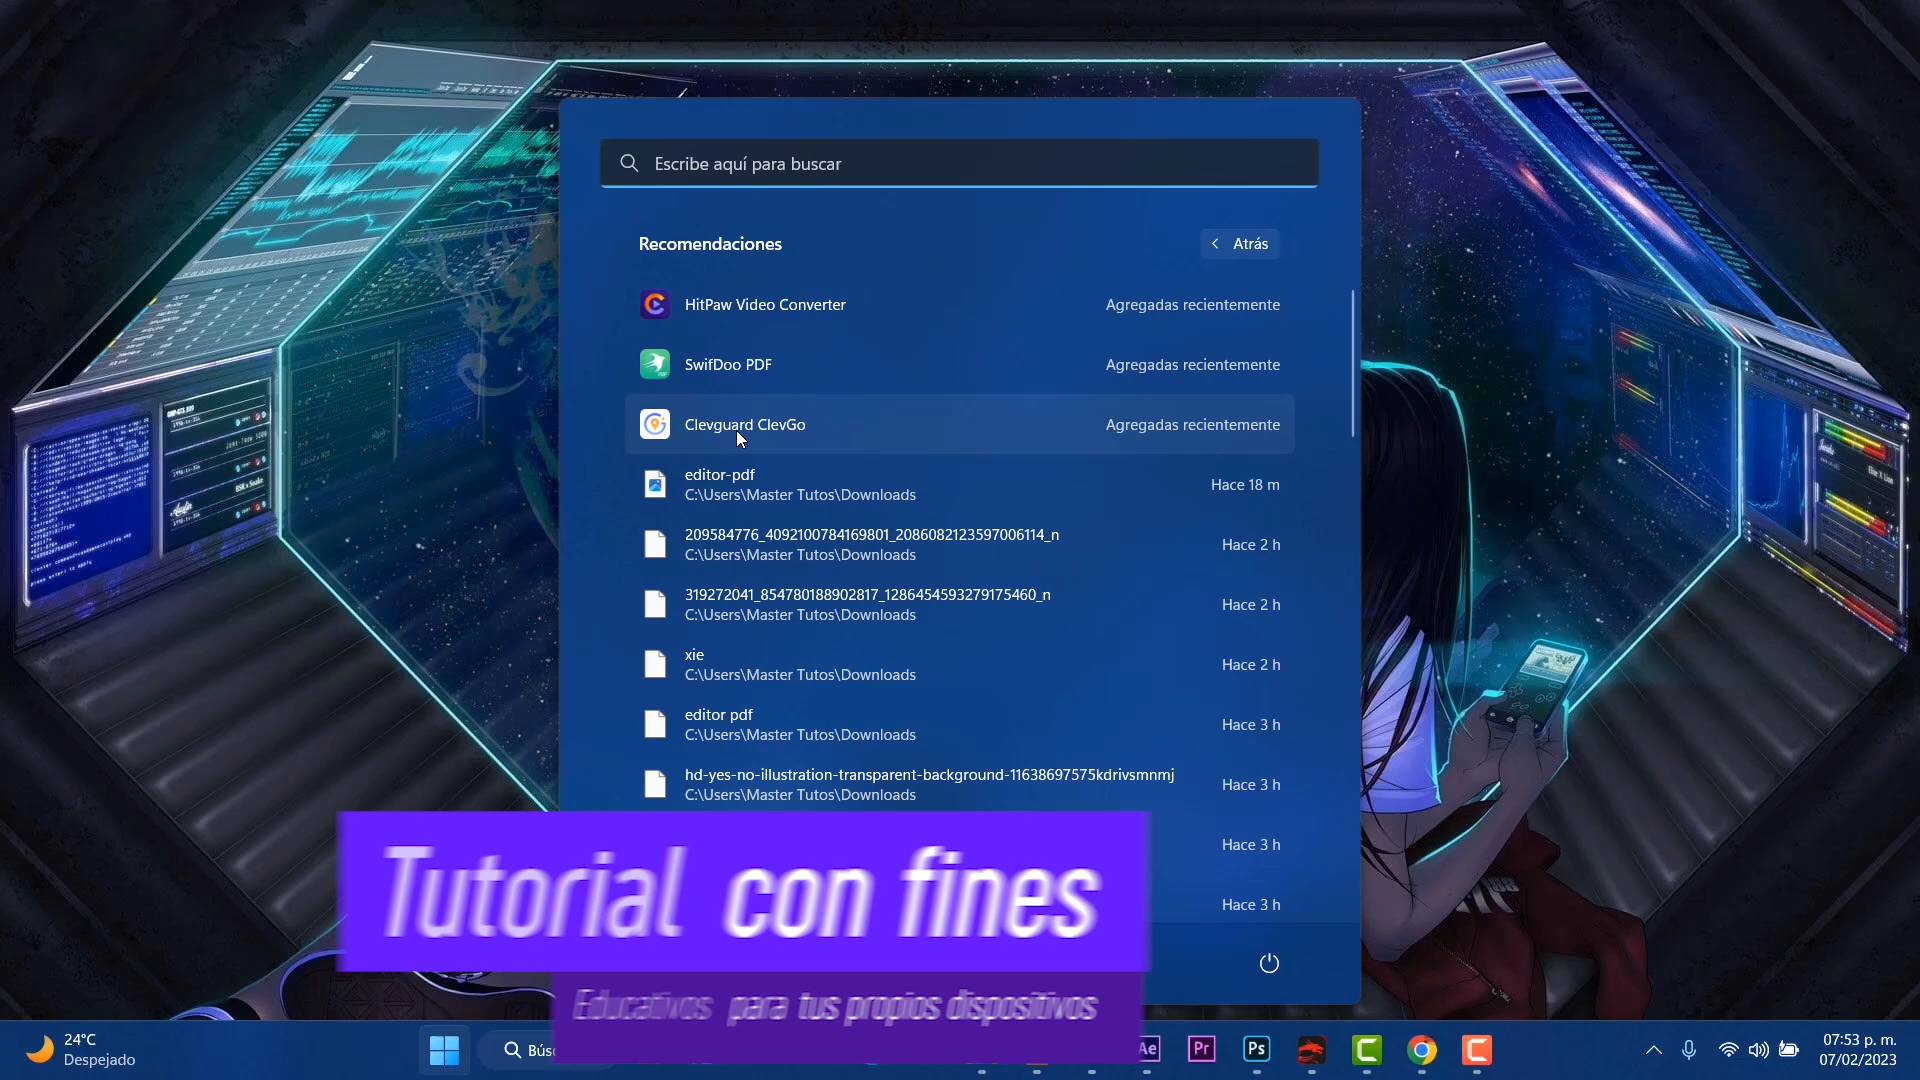 Escribe aquí para buscar
Recomendaciones
Atrás
HitPaw Video Converter
Agregadas recientemente
SwifDoo PDF
Agregadas recientemente
Clevguard ClevGo
Agregadas recientemente
editor-pdf
C:\Users\Master Tutos\Downloads
Hace 18 m
209584776_4092100784169801_2086082123597006114_n
C:\Users\Master Tutos\Downloads
Hace 2 h
319272041_854780188902817_1286454593279175460_n
C:\Users\Master Tutos\Downloads
Hace 2 h
xie
C:\Users\Master Tutos\Downloads
Hace 2 h
editor pdf
C:\Users\Master Tutos\Downloads
Hace 3 h
hd-yes-no-illustration-transparent-background-11638697575kdrivsmnmj
C:\Users\Master Tutos\Downloads
Hace 3 h
Hace 3 h
Hace 3 h
Tutorial con fines
Educativos para tus propios dispositivos
24°C
Despejado
Ae
Pr
Ps
07:53 p. m.
07/02/2023